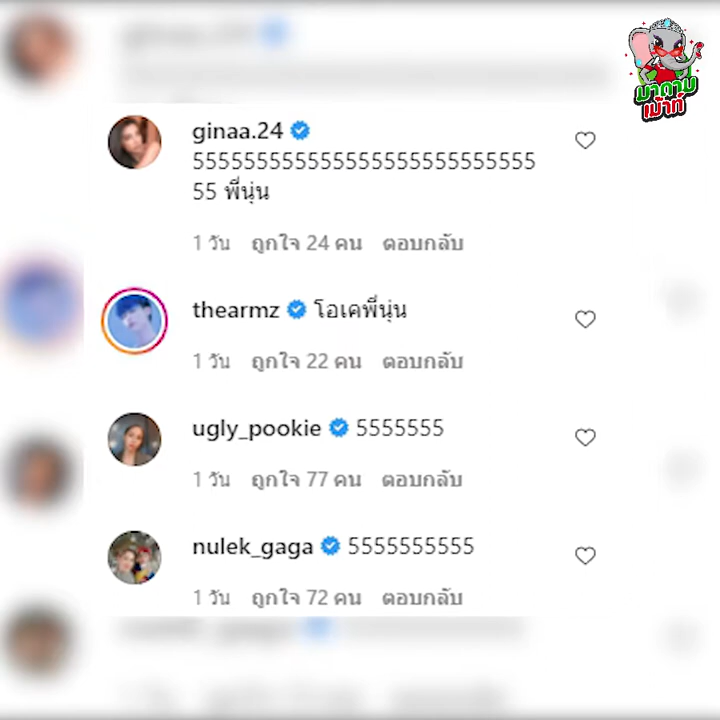 มาดาม
เม้าท์
ginaa.24
555555555555555555555555555
55 พี่นุ่น
1 วัน ถูกใจ 24 คน ตอบกลับ
thearmz โอเคพี่นุ่น
1 วัน ถูกใจ 22 คน ตอบกลับ
ugly_pookie 5555555
1 วัน ถูกใจ 77 คน ตอบกลับ
nulek_gaga 5555555555
1 วัน ถูกใจ 72 คน ตอบกลับ